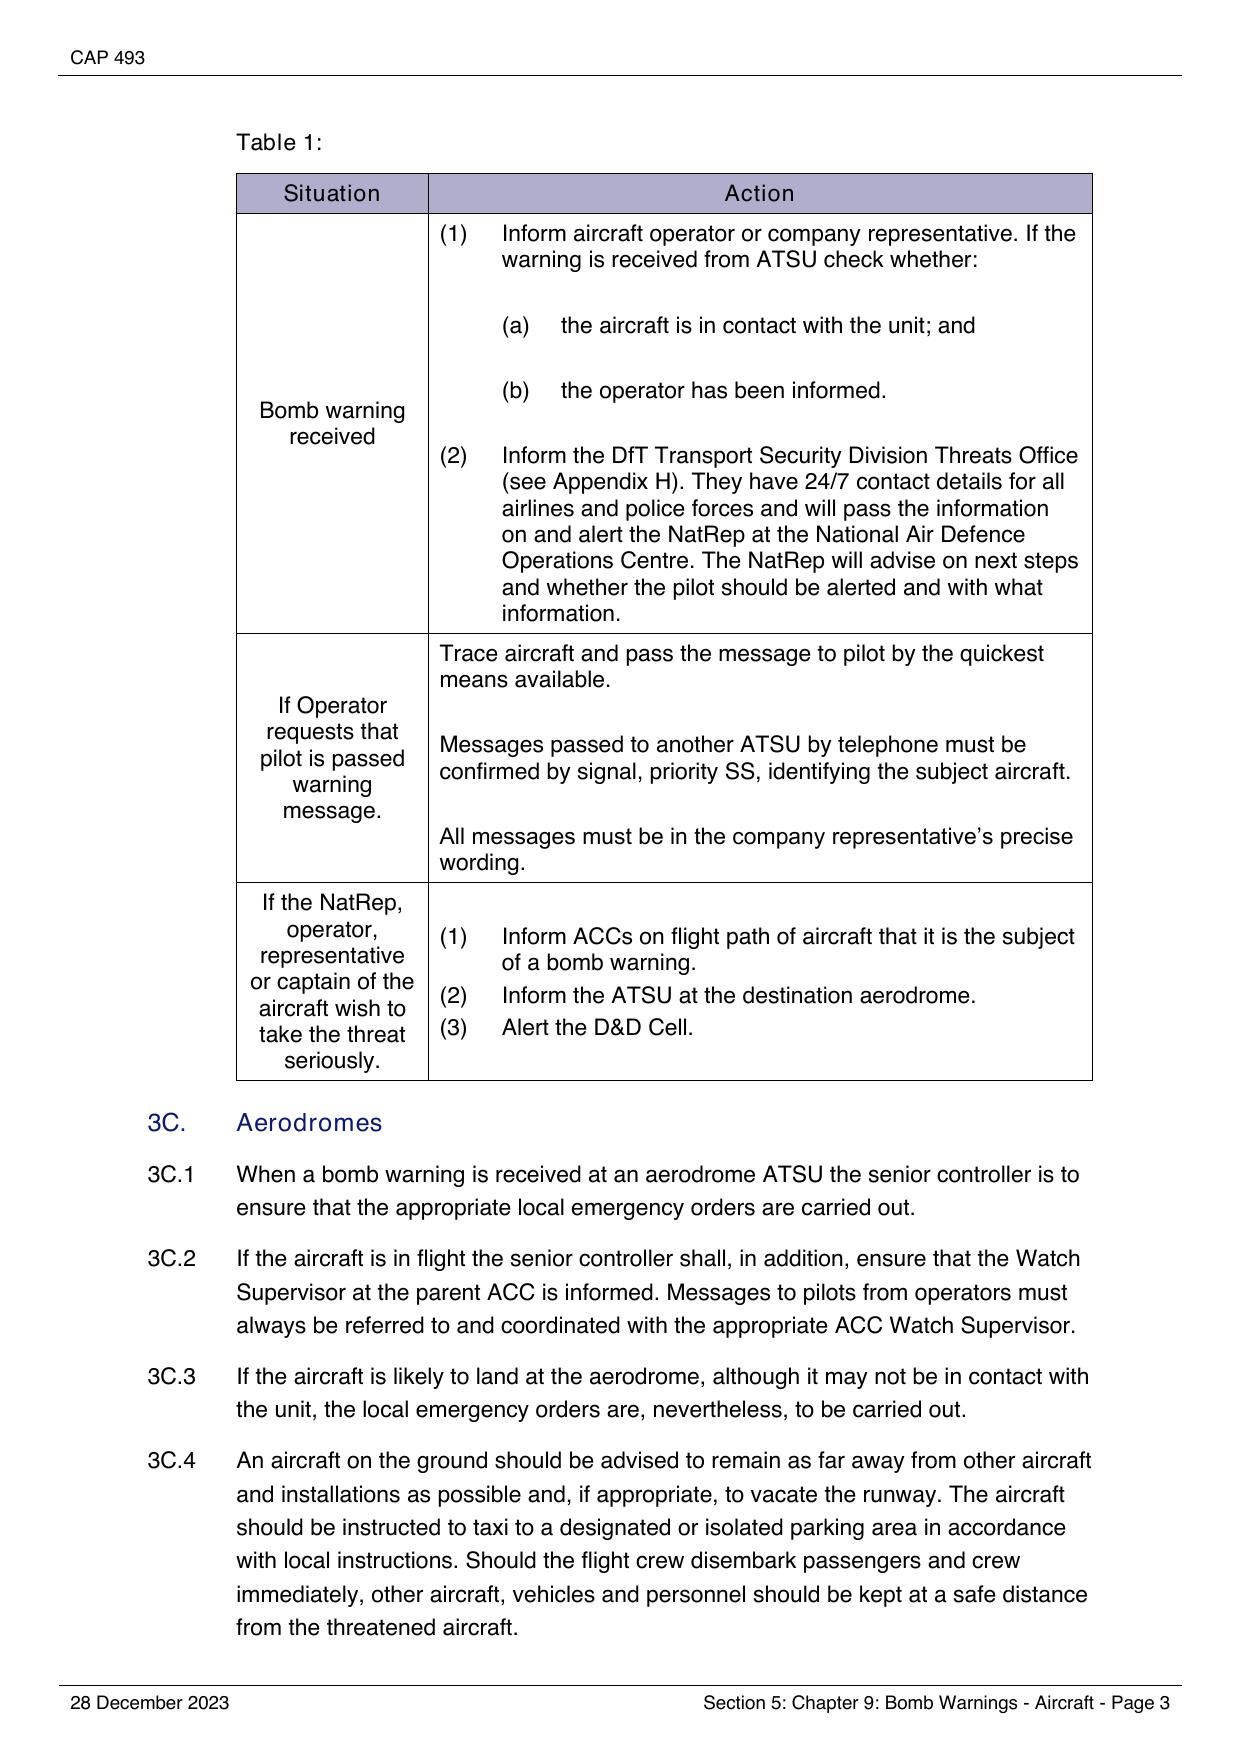 CAP 493
Table 1:
Situation
Action
Bomb warning
received
(1) Inform aircraft operator or company representative. If the
warning is received from ATSU check whether:
(a) the aircraft is in contact with the unit; and
(b) the operator has been informed.
(2) Inform the DfT Transport Security Division Threats Office
(see Appendix H). They have 24/7 contact details for all
airlines and police forces and will pass the information
on and alert the NatRep at the National Air Defence
Operations Centre. The NatRep will advise on next steps
and whether the pilot should be alerted and with what
information.
If Operator
requests that
pilot is passed
warning
message.
Trace aircraft and pass the message to pilot by the quickest
means available.
Messages passed to another ATSU by telephone must be
confirmed by signal, priority SS, identifying the subject aircraft.
All messages must be in the company representative’s precise
wording.
If the NatRep,
operator,
representative
or captain of the
aircraft wish to
take the threat
seriously.
(1) Inform ACCs on flight path of aircraft that it is the subject
of a bomb warning.
(2) Inform the ATSU at the destination aerodrome.
(3) Alert the D&D Cell.
3C. Aerodromes
3C.1 When a bomb warning is received at an aerodrome ATSU the senior controller is to
ensure that the appropriate local emergency orders are carried out.
3C.2 If the aircraft is in flight the senior controller shall, in addition, ensure that the Watch
Supervisor at the parent ACC is informed. Messages to pilots from operators must
always be referred to and coordinated with the appropriate ACC Watch Supervisor.
3C.3 If the aircraft is likely to land at the aerodrome, although it may not be in contact with
the unit, the local emergency orders are, nevertheless, to be carried out.
3C.4 An aircraft on the ground should be advised to remain as far away from other aircraft
and installations as possible and, if appropriate, to vacate the runway. The aircraft
should be instructed to taxi to a designated or isolated parking area in accordance
with local instructions. Should the flight crew disembark passengers and crew
immediately, other aircraft, vehicles and personnel should be kept at a safe distance
from the threatened aircraft.
28 December 2023
Section 5: Chapter 9: Bomb Warnings - Aircraft - Page 3